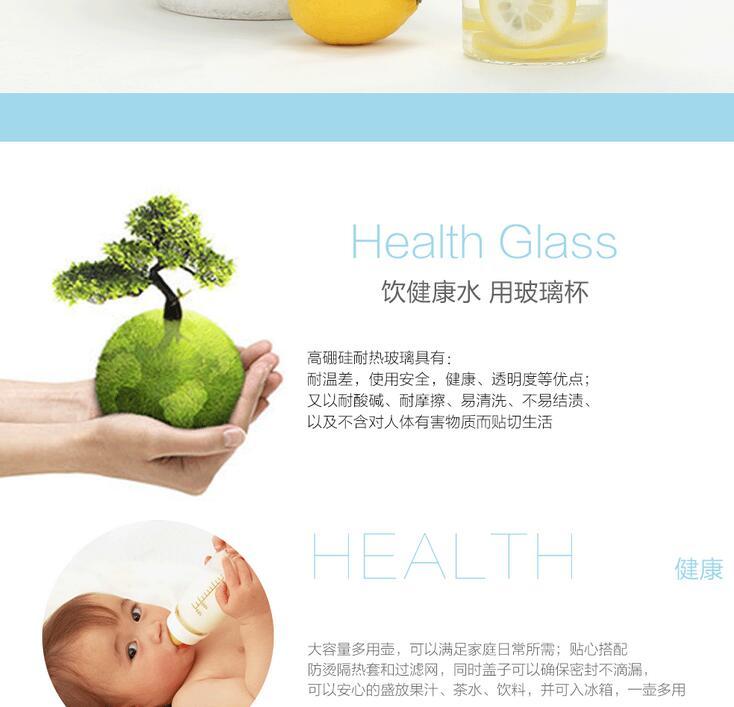 Health Glass
饮健康水 用玻璃杯
高硼硅耐热玻璃具有：
耐温差，使用安全，健康、透明度等优点；
又以耐酸碱、耐摩擦、易清洗、不易结渍、
以及不含对人体有害物质而贴切生活
HEALTH 健康
大容量多用壶，可以满足家庭日常所需；贴心搭配
防烫隔热套和过滤网，同时盖子可以确保密封不滴漏，
可以安心的盛放果汁、茶水、饮料，并可入冰箱，一壶多用